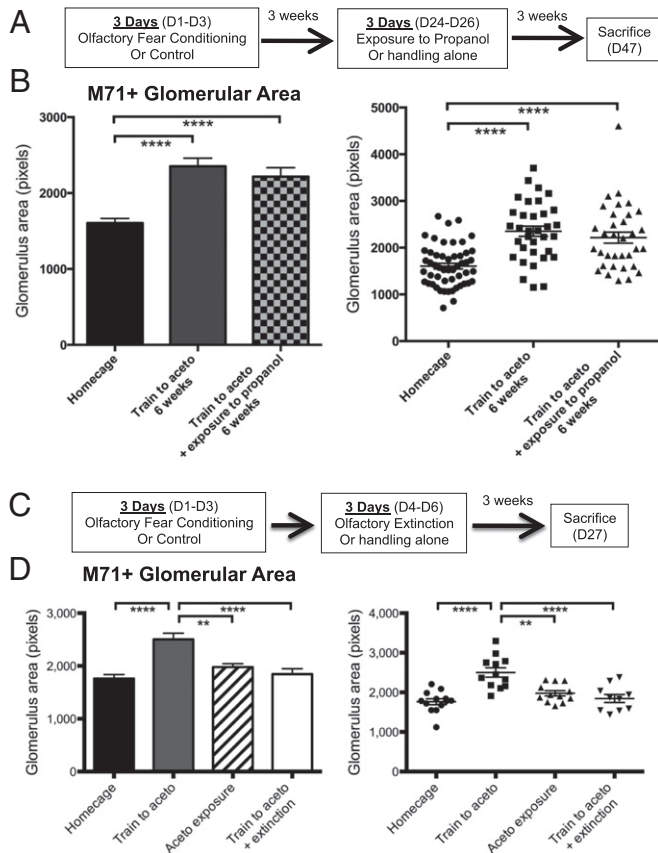 A
3 Days (D1-D3)
Olfactory Fear Conditioning
Or Control
3 weeks
3 Days (D24-D26)
Exposure to Propanol
Or handling alone
3 weeks
Sacrifice
(D47)
B
M71+ Glomerular Area
Glomerulus area (pixels)
3000
2000
1000
0
****
****
Homecage
Train to aceto
6 weeks
Train to aceto
+ exposure to propanol
6 weeks
Glomerulus area (pixels)
5000
4000
3000
2000
1000
0
****
****
Homecage
Train to aceto
6 weeks
Train to aceto
+ exposure to propanol
6 weeks
C
3 Days (D1-D3)
Olfactory Fear Conditioning
Or Control
3 Days (D4-D6)
Olfactory Extinction
Or handling alone
3 weeks
Sacrifice
(D27)
D
M71+ Glomerular Area
Glomerulus area (pixels)
3,000
2,000
1,000
0
****
****
**
Homecage
Train to aceto
Aceto exposure
Train to aceto
+ extinction
Glomerulus area (pixels)
4,000
3,000
2,000
1,000
0
****
****
**
Homecage
Train to aceto
Aceto exposure
Train to aceto
+ extinction